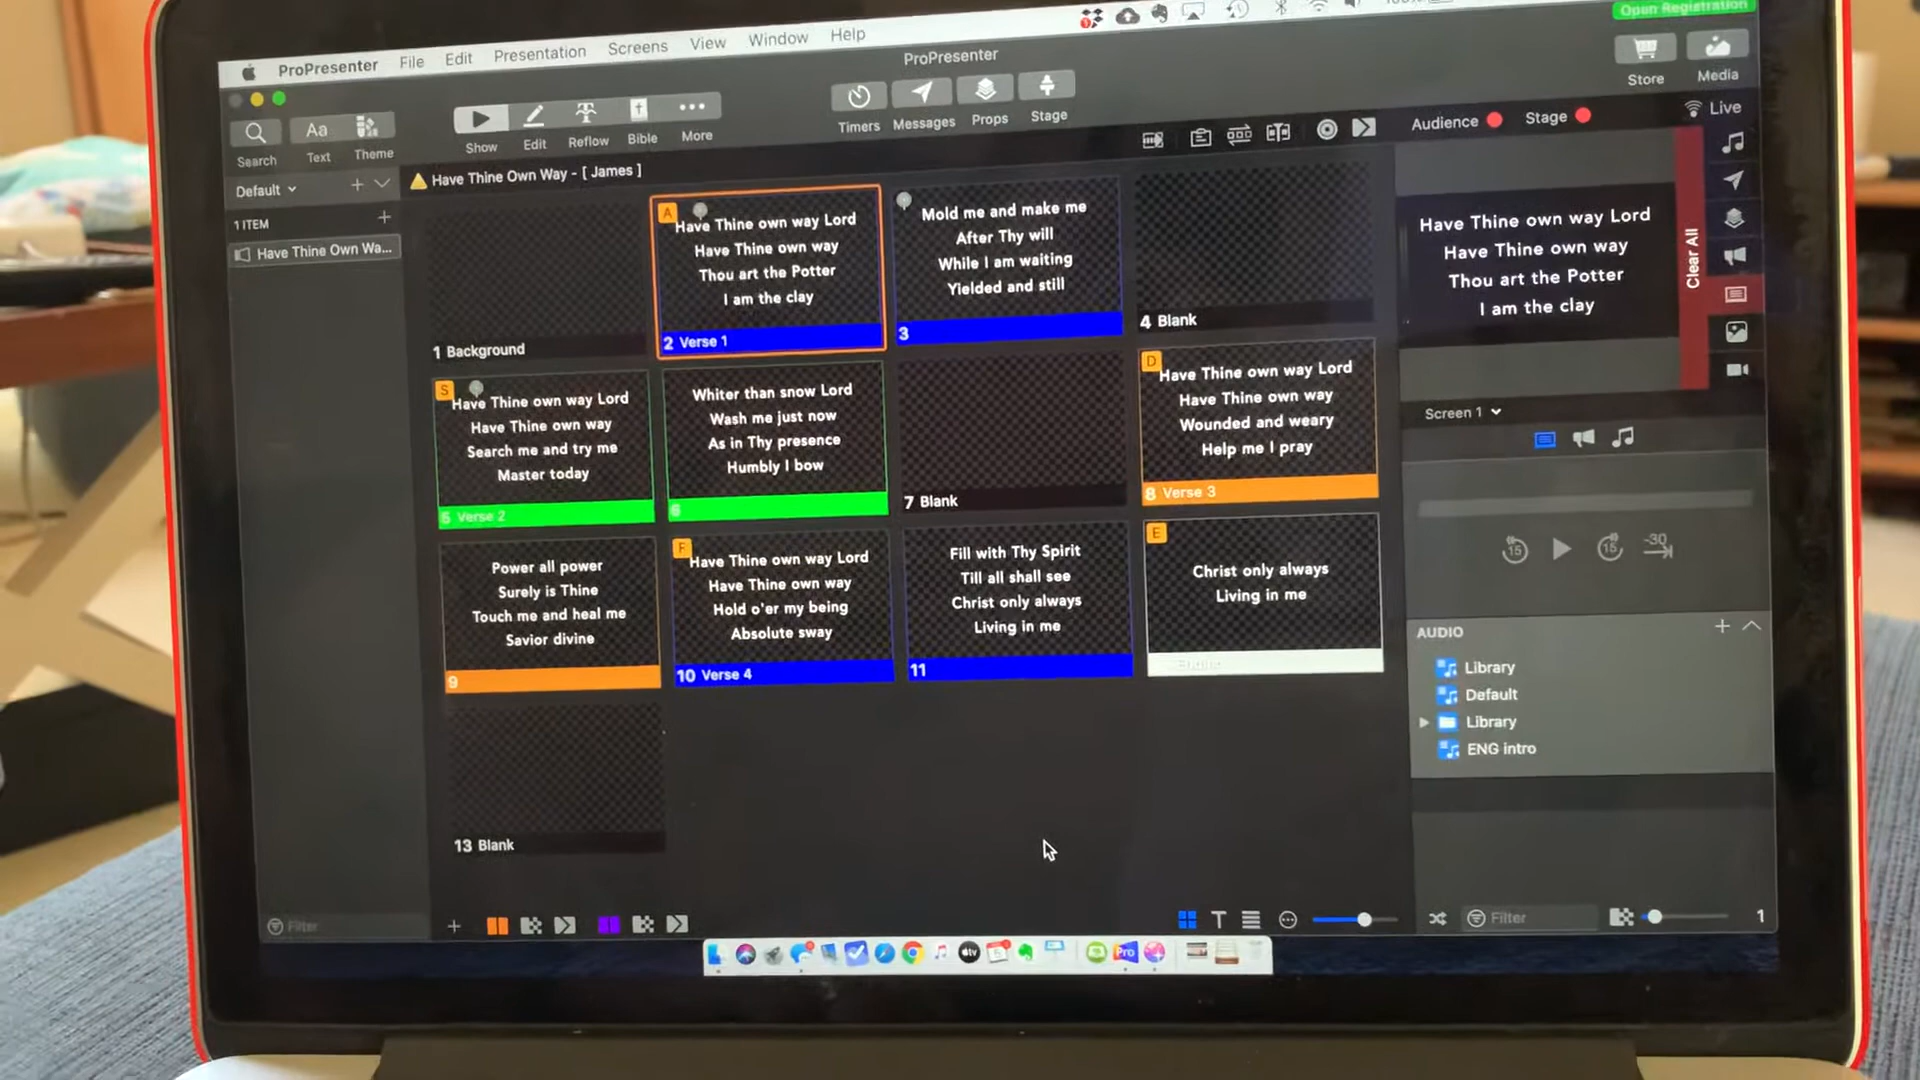 Open Registration
ProPresenter File Edit Presentation Screens View Window Help
ProPresenter
Search
Aa
Text
Theme
Show
Edit
Reflow
Bible
More
Timers
Messages
Props
Stage
Store
Media
Default
1 ITEM
Have Thine Own Wa...
Have Thine Own Way - [ James ]
Audience
Stage
Live
1 Background
A
Have Thine own way Lord
Have Thine own way
Thou art the Potter
I am the clay
2 Verse 1
Mold me and make me
After Thy will
While I am waiting
Yielded and still
3
4 Blank
S
Have Thine own way Lord
Have Thine own way
Search me and try me
Master today
5 Verse 2
Whiter than snow Lord
Wash me just now
As in Thy presence
Humbly I bow
6
7 Blank
D
Have Thine own way Lord
Have Thine own way
Wounded and weary
Help me I pray
8 Verse 3
Power all power
Surely is Thine
Touch me and heal me
Savior divine
9
F
Have Thine own way Lord
Have Thine own way
Hold o'er my being
Absolute sway
10 Verse 4
Fill with Thy Spirit
Till all shall see
Christ only always
Living in me
11
E
Christ only always
Living in me
Ending
13 Blank
Have Thine own way Lord
Have Thine own way
Thou art the Potter
I am the clay
Clear All
Screen 1
15
15
-30
AUDIO
Library
Default
Library
ENG intro
Filter
T
Filter
1
tv
Pro